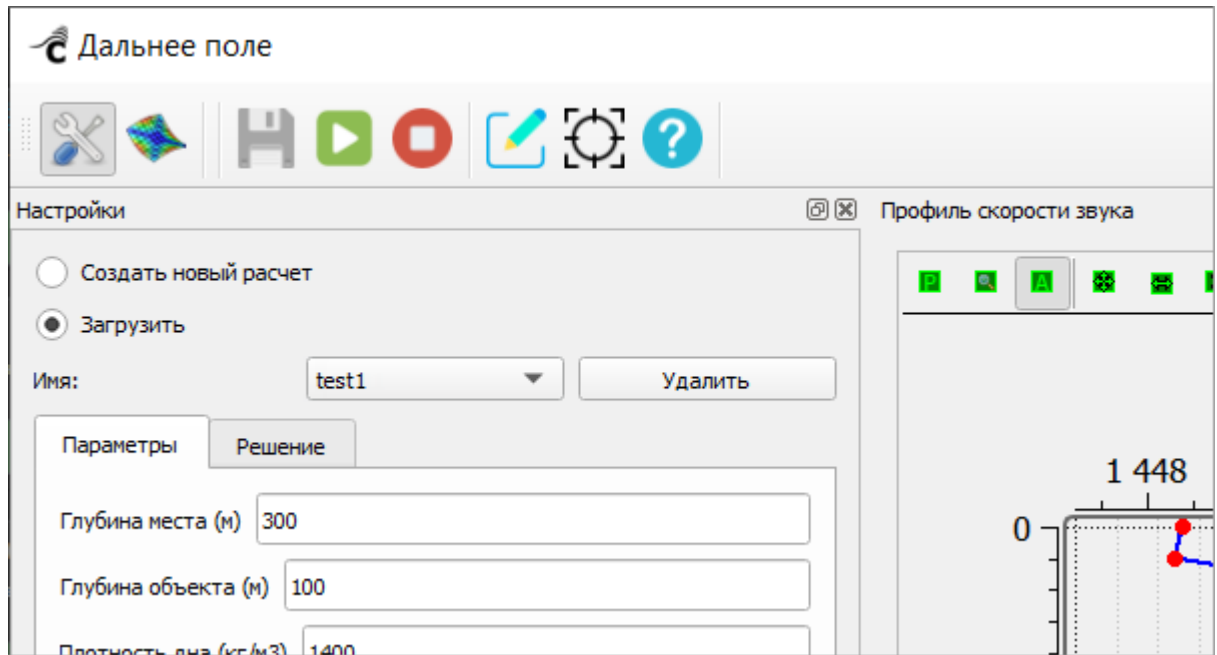 Дальнее поле
Настройки
Создать новый расчет
Загрузить
Имя:
test1
Удалить
Параметры
Решение
Глубина места (м) 300
Глубина объекта (м) 100
Плотность дна (кг/м3) 1400
Профиль скорости звука
P
A
1 448
0